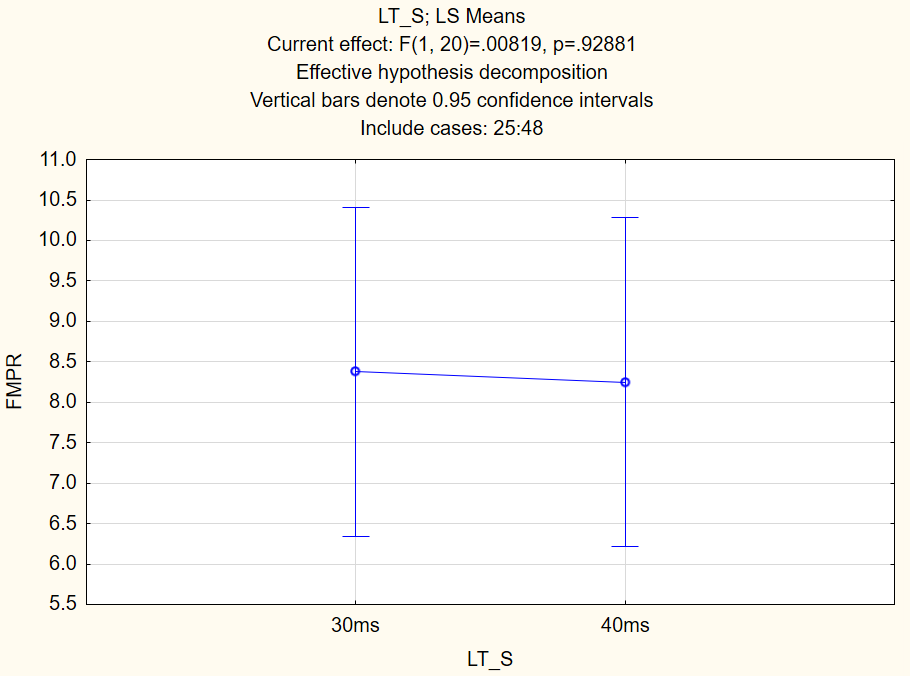 LT_S; LS Means
Current effect: F(1, 20)=.00819, p=.92881
Effective hypothesis decomposition
Vertical bars denote 0.95 confidence intervals
Include cases: 25:48
11.0
10.5
10.0
9.5
9.0
8.5
8.0
7.5
7.0
6.5
6.0
5.5
FMPR
30ms
40ms
LT_S